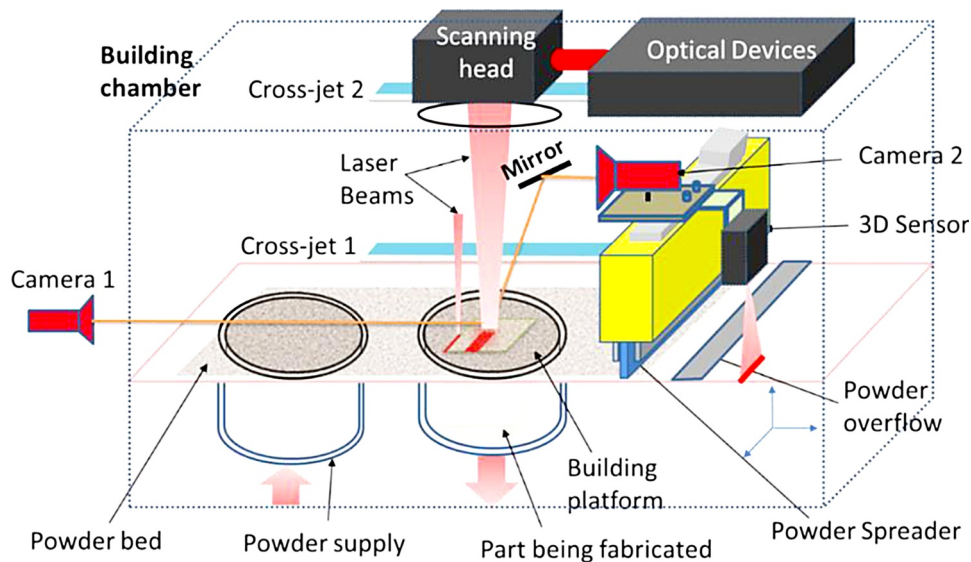 Scanning
head
Optical Devices
Building
chamber
Cross-jet 2
Laser
Beams
Mirror
Camera 2
3D Sensor
Cross-jet 1
Camera 1
Powder
overflow
Building
platform
Powder bed
Powder supply
Part being fabricated
Powder Spreader